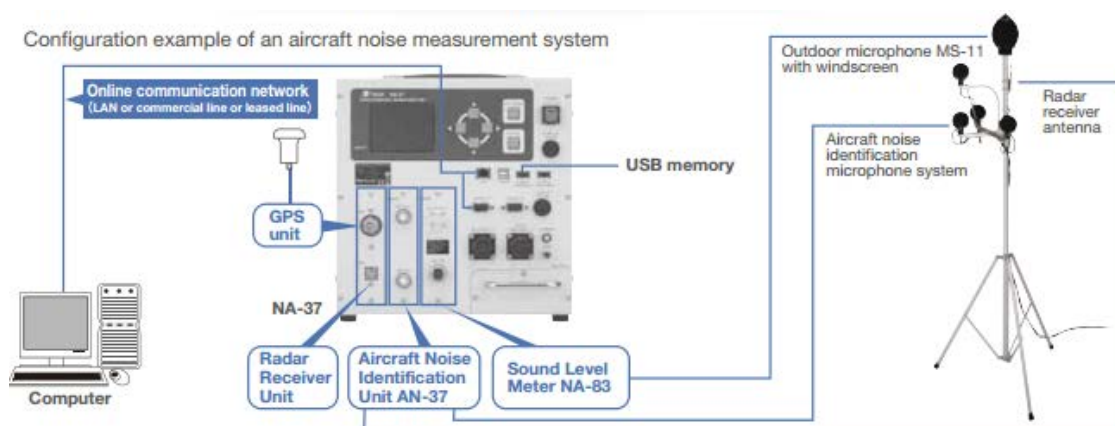 Configuration example of an aircraft noise measurement system
Online communication network
(LAN or commercial line or leased line)
Outdoor microphone MS-11
with windscreen
Radar
receiver
antenna
Aircraft noise
identification
microphone system
USB memory
GPS
unit
NA-37
Computer
Radar
Receiver
Unit
Aircraft Noise
Identification
Unit AN-37
Sound Level
Meter NA-83